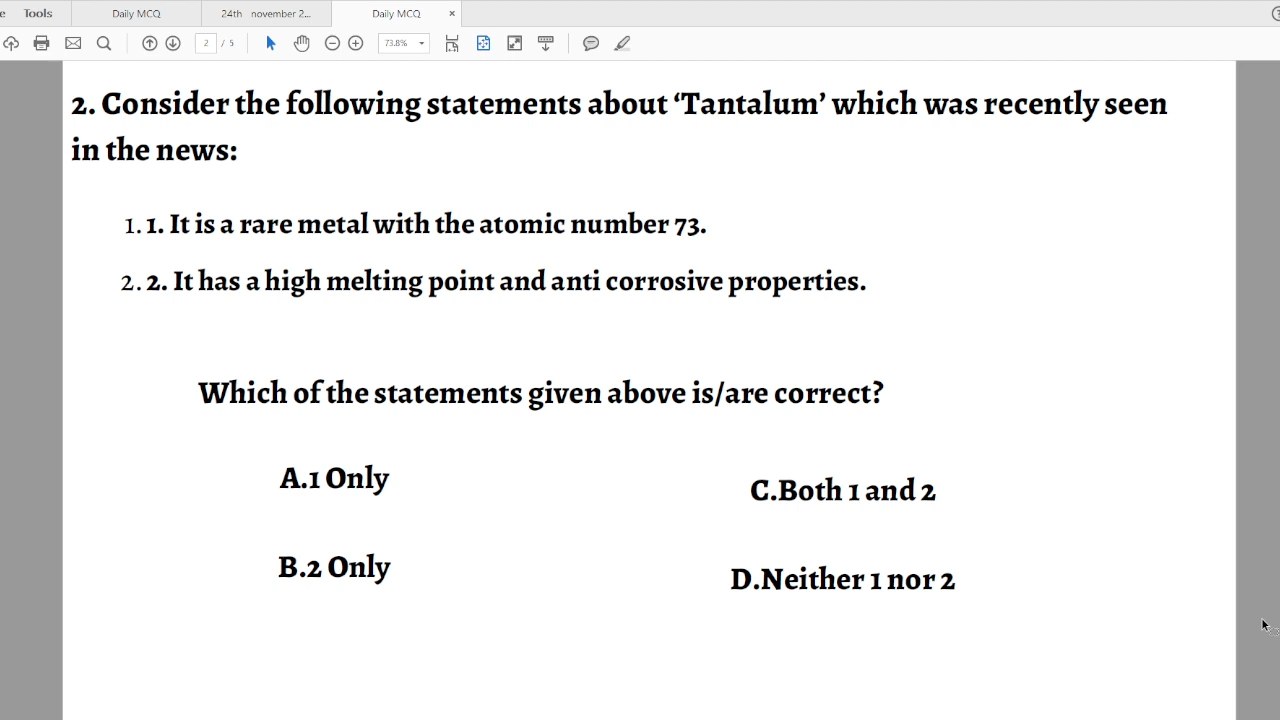 e Tools Daily MCQ 24th november 2... Daily MCQ ×
2 / 5 73.8%
2. Consider the following statements about ‘Tantalum’ which was recently seen
in the news:
1. 1. It is a rare metal with the atomic number 73.
2. 2. It has a high melting point and anti corrosive properties.
Which of the statements given above is/are correct?
A.1 Only
C.Both 1 and 2
B.2 Only
D.Neither 1 nor 2